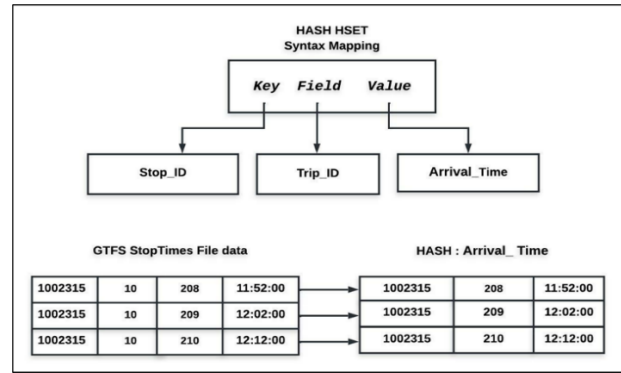 HASH HSET
Syntax Mapping
Key Field Value
Stop_ID Trip_ID Arrival_Time
GTFS StopTimes File data HASH : Arrival_ Time
1002315 10 208 11:52:00 1002315 208 11:52:00
1002315 10 209 12:02:00 1002315 209 12:02:00
1002315 10 210 12:12:00 1002315 210 12:12:00